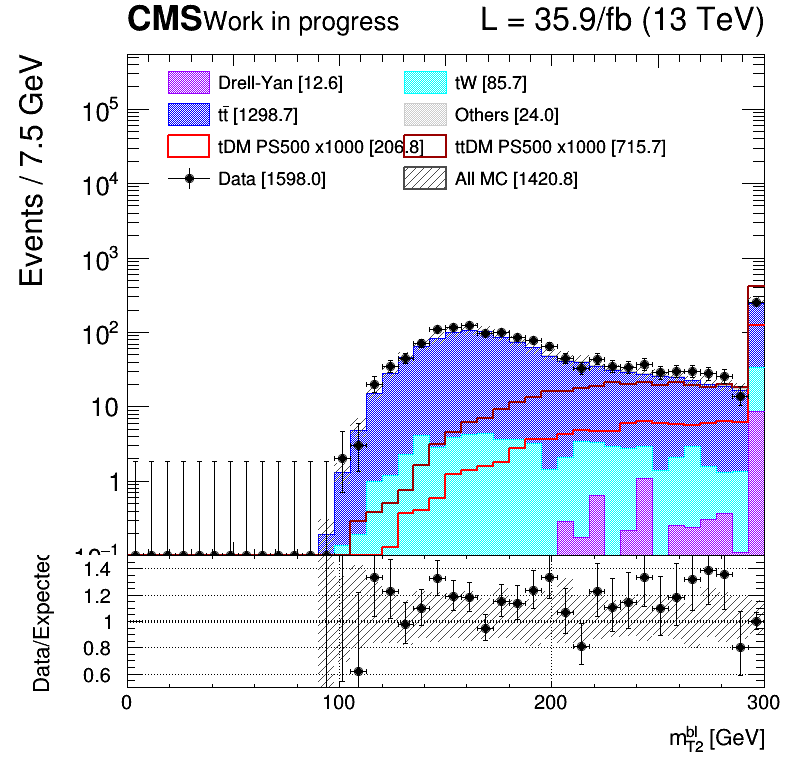 CMS Work in progress L = 35.9/fb (13 TeV)
Events / 7.5 GeV
Drell-Yan [12.6] tW [85.7]
tt̄ [1298.7] Others [24.0]
tDM PS500 x1000 [206.8] ttDM PS500 x1000 [715.7]
Data [1598.0] All MC [1420.8]
10⁵
10⁴
10³
10²
10
1
10⁻¹
Data/Expected
1.4
1.2
1
0.8
0.6
0 100 200 300
m_{T2}^{bl} [GeV]